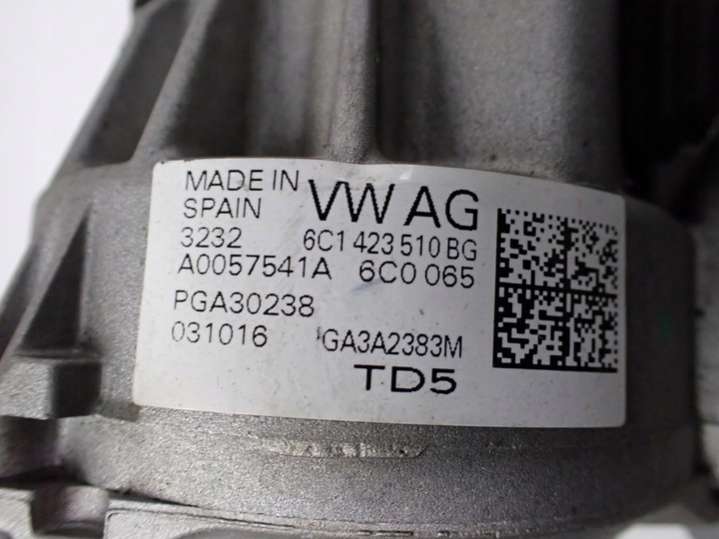 MADE IN
SPAIN
VW AG
3232 6C1 423 510 BG
A0057541A 6C0 065
PGA30238
031016 GA3A2383M
TD5